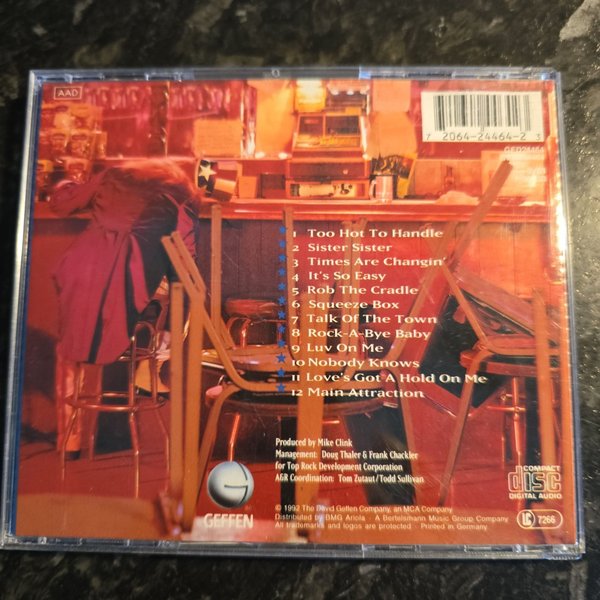 AAD
7 2064-24464-2 3
GED24464
1 Too Hot To Handle
2 Sister Sister
3 Times Are Changin'
4 It's So Easy
5 Rob The Cradle
6 Squeeze Box
7 Talk Of The Town
8 Rock-A-Bye Baby
9 Luv On Me
10 Nobody Knows
11 Love's Got A Hold On Me
12 Main Attraction
Produced by Mike Clink
Management: Doug Thaler & Frank Chackler
for Top Rock Development Corporation
A&R Coordination: Tom Zutaut/Todd Sullivan
GEFFEN
COMPACT
disc
DIGITAL AUDIO
© 1992 The David Geffen Company, an MCA Company
Distributed by BMG Ariola · A Bertelsmann Music Group Company
All trademarks and logos are protected · Printed in Germany
LC 7266